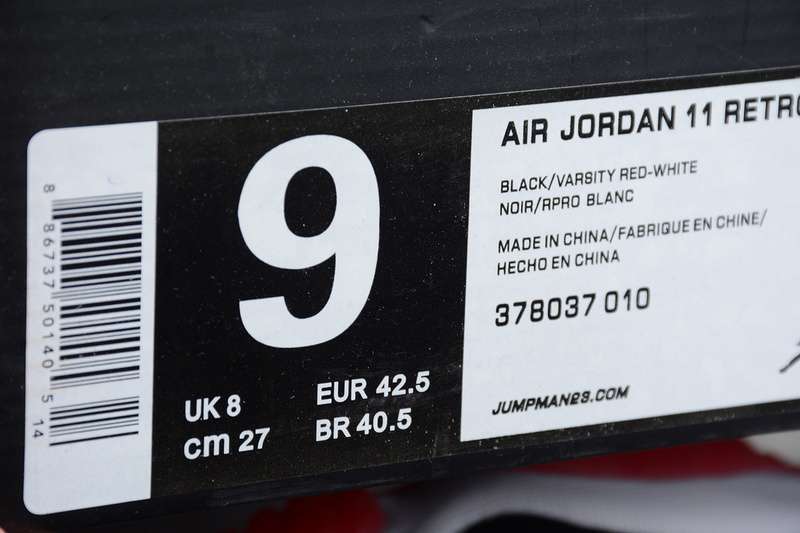 8 86737 50140 5
14
9
UK 8
EUR 42.5
cm 27
BR 40.5
AIR JORDAN 11 RETRO
BLACK/VARSITY RED-WHITE
NOIR/RPRO BLANC
MADE IN CHINA/FABRIQUE EN CHINE/
HECHO EN CHINA
378037 010
JUMPMAN23.COM